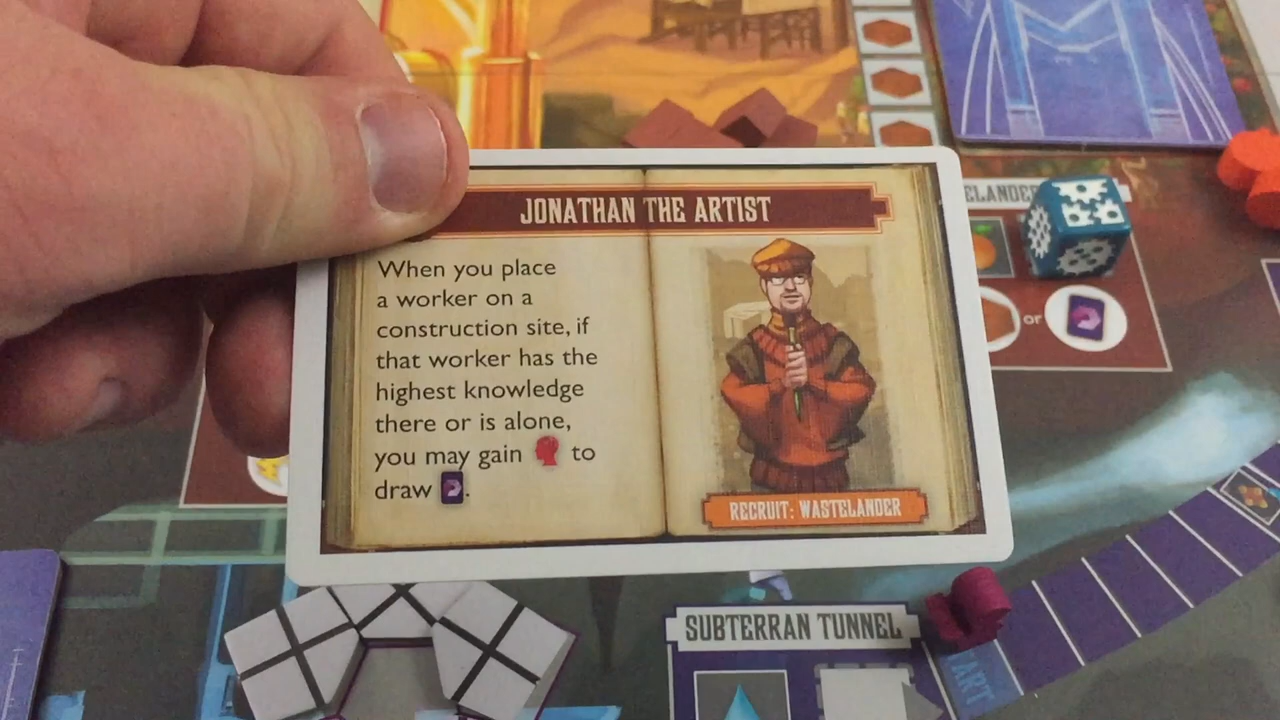 JONATHAN THE ARTIST
When you place
a worker on a
construction site, if
that worker has the
highest knowledge
there or is alone,
you may gain to
draw .
RECRUIT: WASTELANDER
or
SUBTERRAN TUNNEL